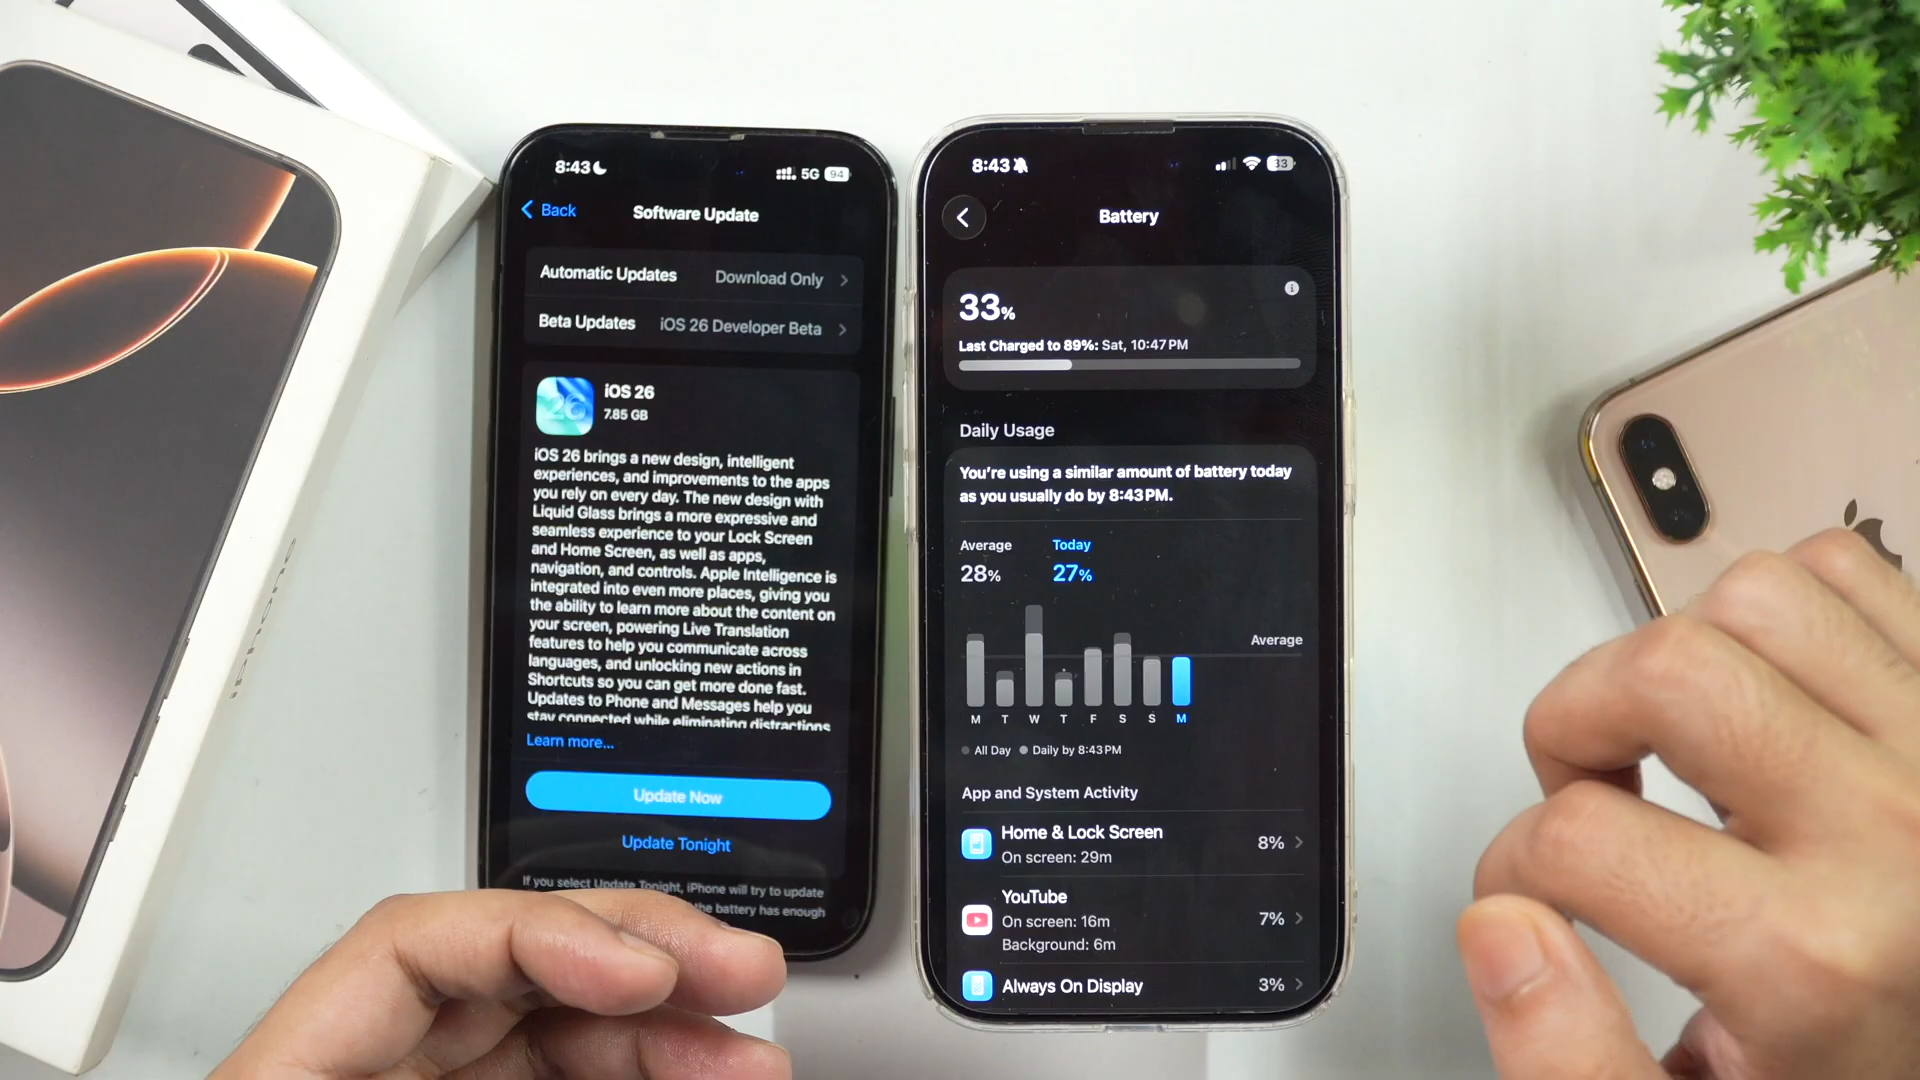 iPhone
8:43
5G 94
Back
Software Update
Automatic Updates Download Only
Beta Updates iOS 26 Developer Beta
26
iOS 26
7.85 GB
iOS 26 brings a new design, intelligent
experiences, and improvements to the apps
you rely on every day. The new design with
Liquid Glass brings a more expressive and
seamless experience to your Lock Screen
and Home Screen, as well as apps,
navigation, and controls. Apple Intelligence is
integrated into even more places, giving you
the ability to learn more about the content on
your screen, powering Live Translation
features to help you communicate across
languages, and unlocking new actions in
Shortcuts so you can get more done fast.
Updates to Phone and Messages help you
stay connected while eliminating distractions
Learn more...
Update Now
Update Tonight
If you select Update Tonight, iPhone will try to update
the battery has enough
8:43
33
Battery
33%
Last Charged to 89%: Sat, 10:47 PM
Daily Usage
You're using a similar amount of battery today
as you usually do by 8:43 PM.
Average Today
28% 27%
Average
M T W T F S S M
All Day Daily by 8:43 PM
App and System Activity
Home & Lock Screen
On screen: 29m
8%
YouTube
On screen: 16m
Background: 6m
7%
Always On Display
3%